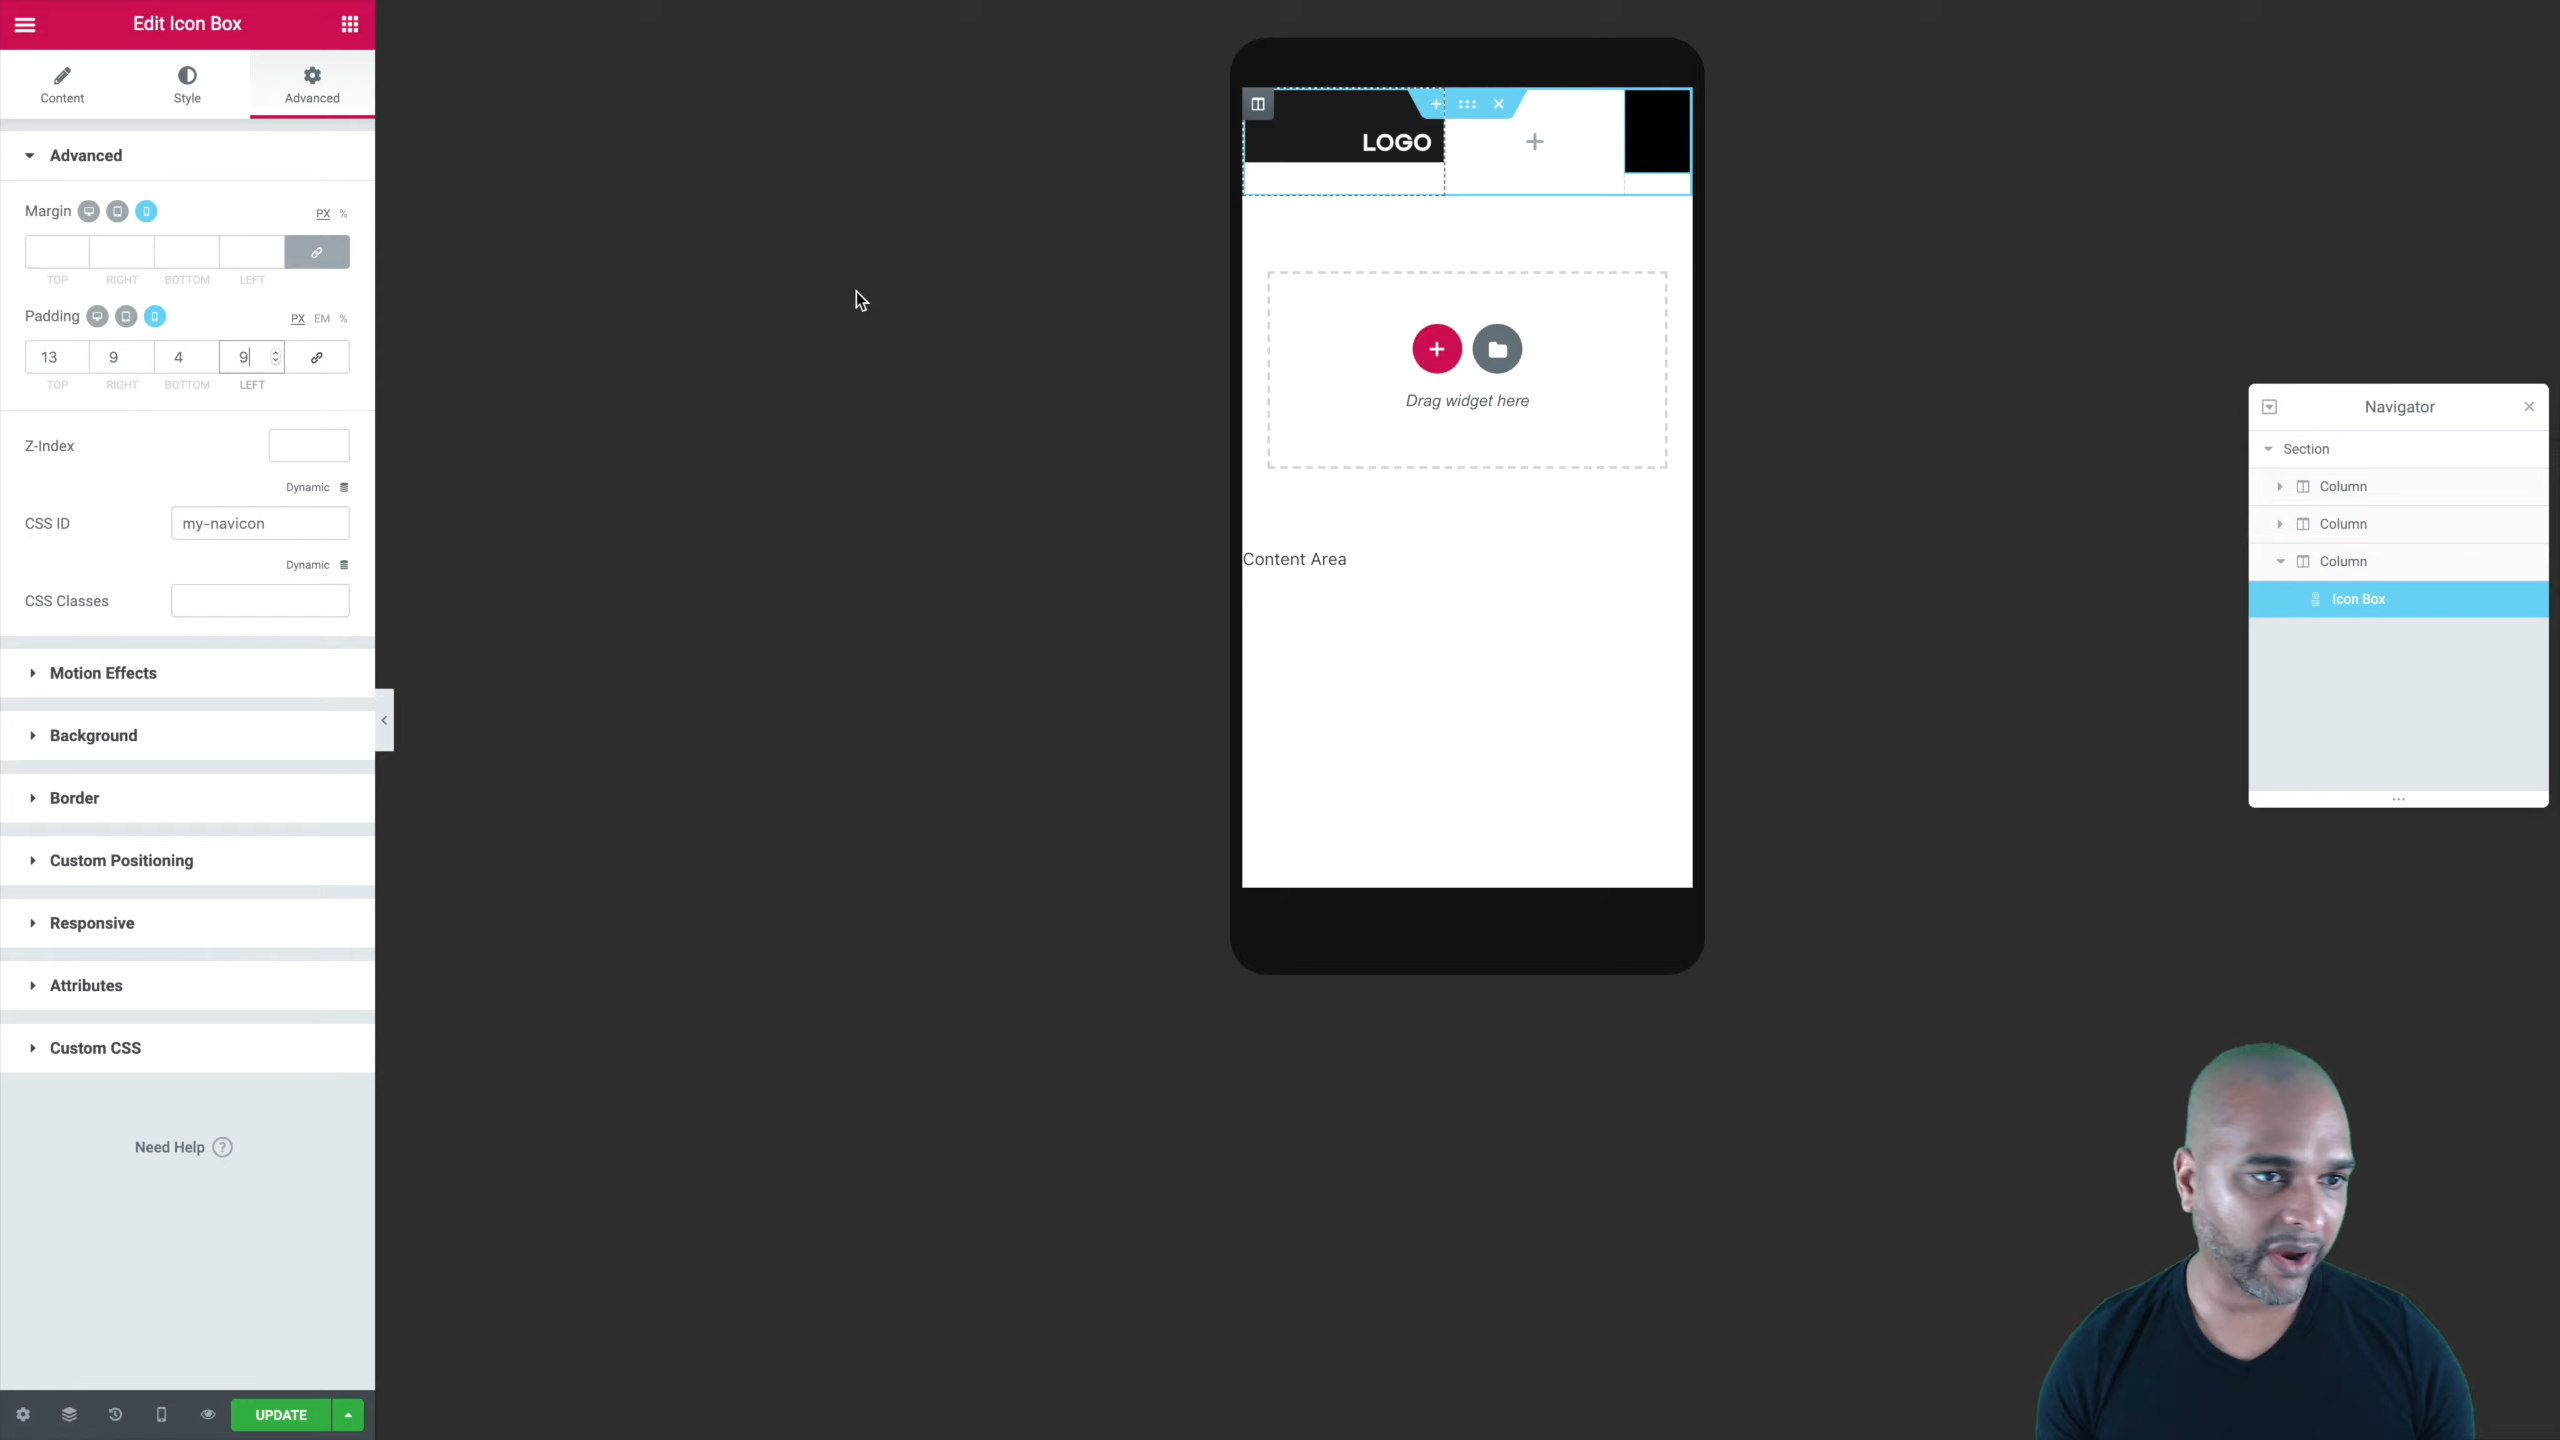 Edit Icon Box
Content
Style
Advanced
Advanced
Margin
PX %
TOP RIGHT BOTTOM LEFT
Padding
PX EM %
13 9 4 9
TOP RIGHT BOTTOM LEFT
Z-Index
Dynamic
CSS ID my-navicon
Dynamic
CSS Classes
Motion Effects
Background
Border
Custom Positioning
Responsive
Attributes
Custom CSS
Need Help ?
UPDATE
LOGO
Drag widget here
Content Area
Navigator
Section
Column
Column
Column
Icon Box